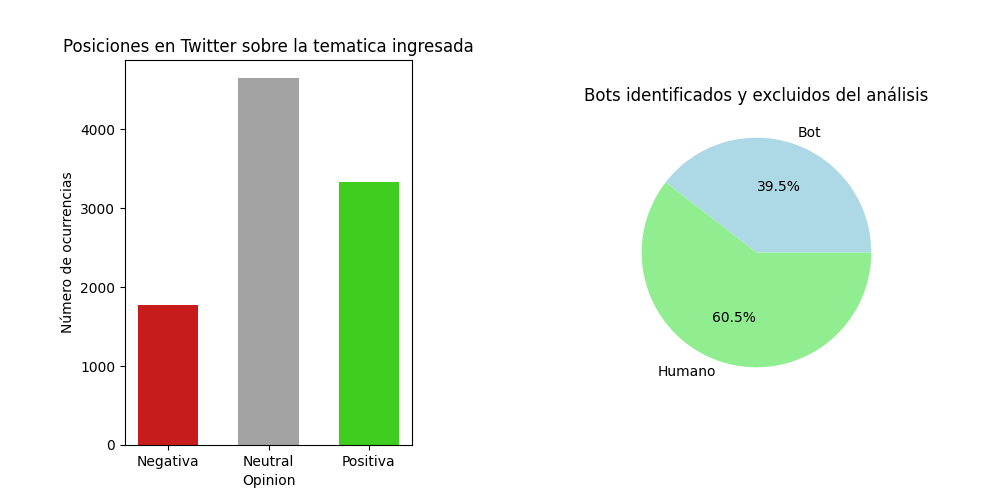 Posiciones en Twitter sobre la tematica ingresada
Número de ocurrencias
4000
3000
2000
1000
0
Negativa
Neutral
Positiva
Opinion
Bots identificados y excluidos del análisis
Bot
39.5%
60.5%
Humano